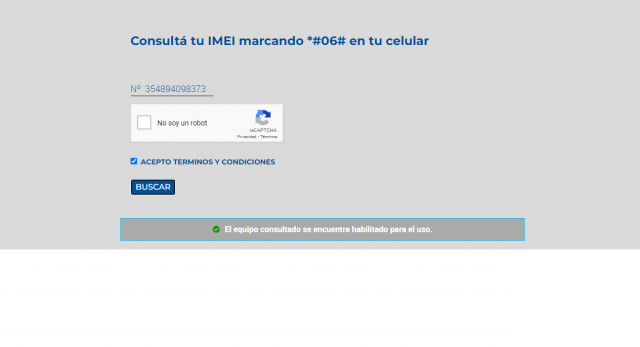 Consultá tu IMEI marcando *#06# en tu celular
Nº 354894098373
No soy un robot
reCAPTCHA
Privacidad - Términos
ACEPTO TERMINOS Y CONDICIONES
BUSCAR
El equipo consultado se encuentra habilitado para el uso.